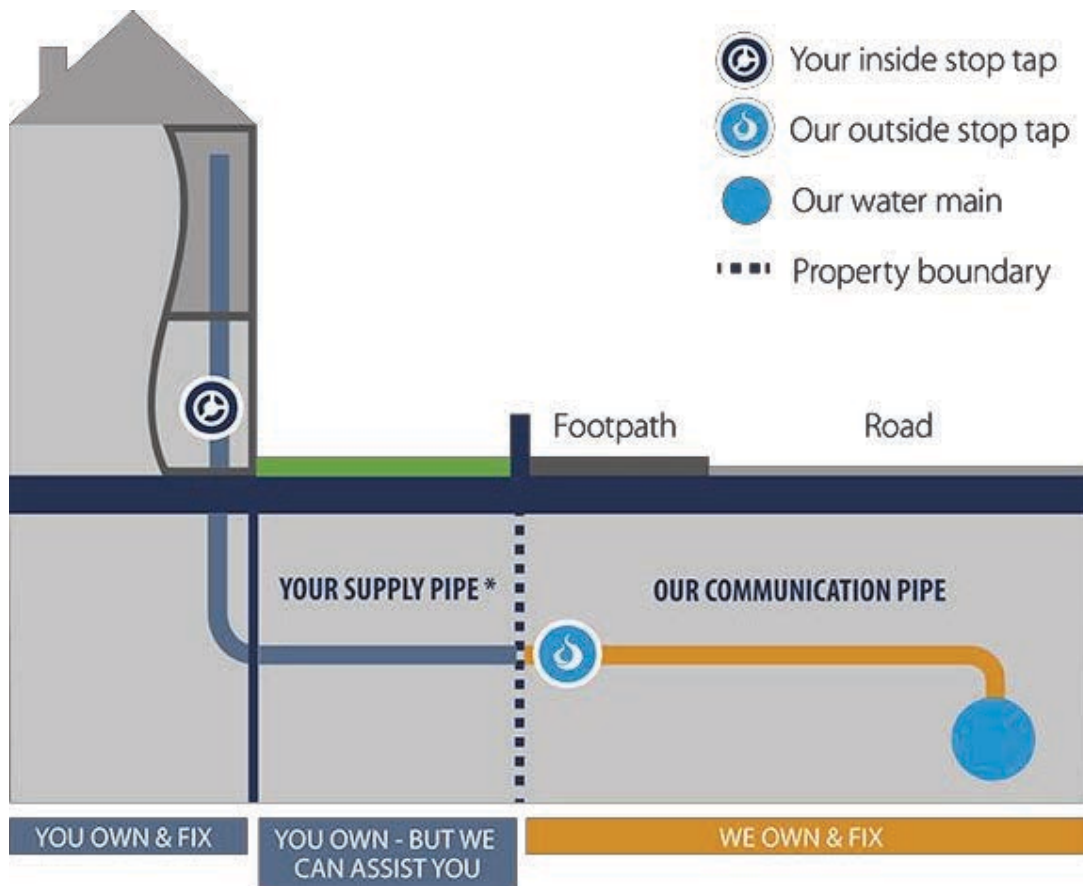 Your inside stop tap
Our outside stop tap
Our water main
Property boundary
Footpath
Road
YOUR SUPPLY PIPE *
OUR COMMUNICATION PIPE
YOU OWN & FIX
YOU OWN - BUT WE
CAN ASSIST YOU
WE OWN & FIX